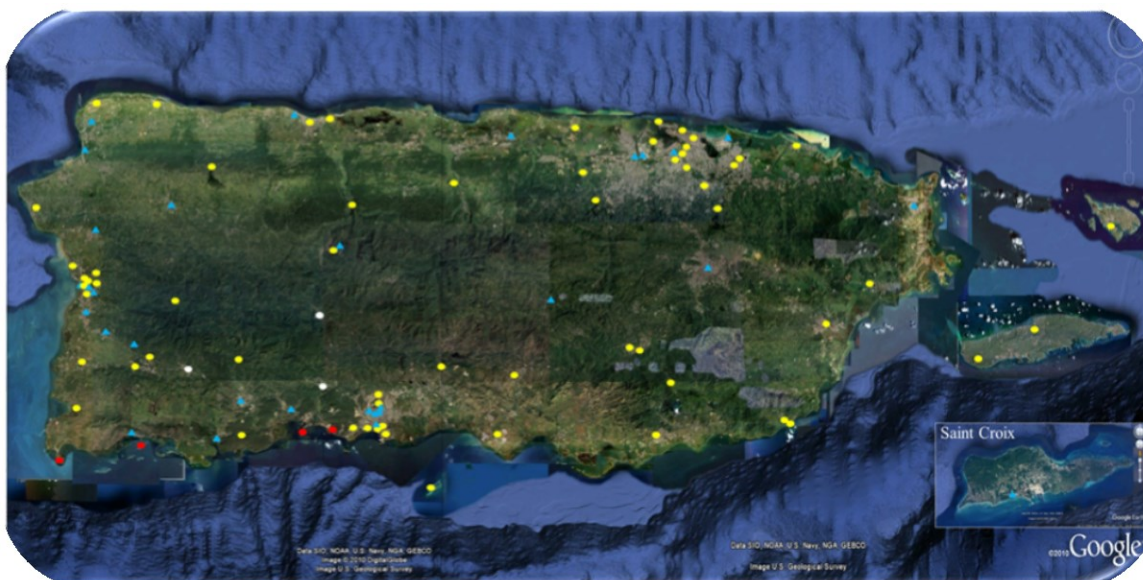 Saint Croix
Data SIO, NOAA, U.S. Navy, NGA, GEBCO
Image © 2010 DigitalGlobe
Image U.S. Geological Survey
Data SIO, NOAA, U.S. Navy, NGA, GEBCO
Image U.S. Geological Survey
©2010 Google